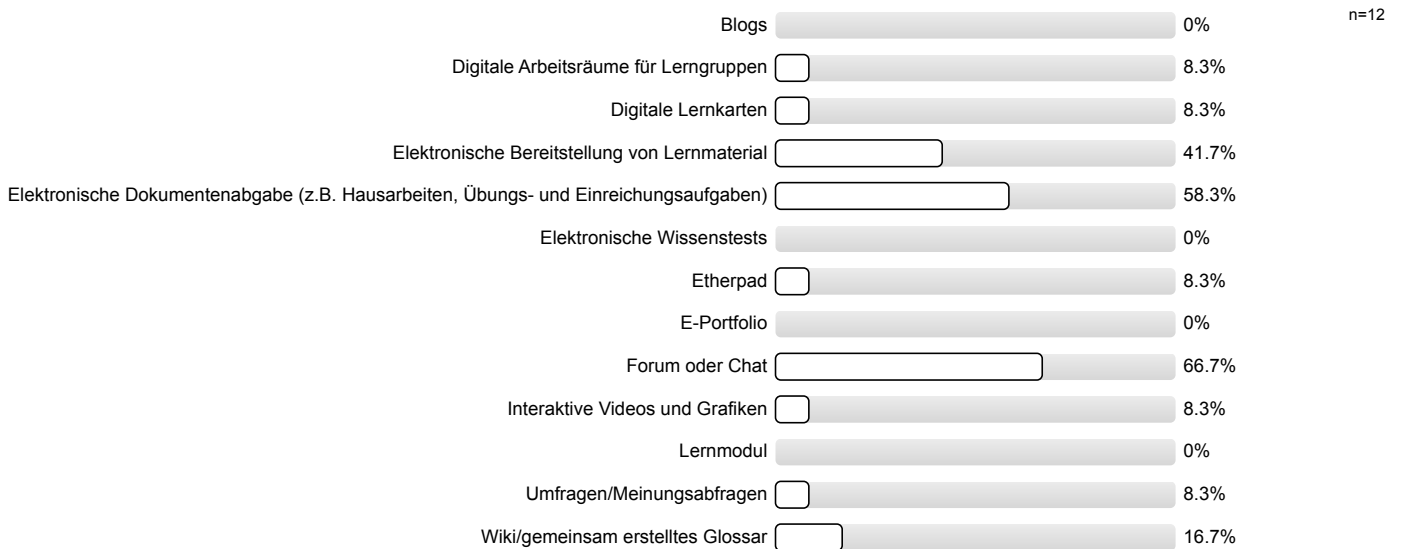 n=12
Blogs 0%
Digitale Arbeitsräume für Lerngruppen 8.3%
Digitale Lernkarten 8.3%
Elektronische Bereitstellung von Lernmaterial 41.7%
Elektronische Dokumentenabgabe (z.B. Hausarbeiten, Übungs- und Einreichungsaufgaben) 58.3%
Elektronische Wissenstests 0%
Etherpad 8.3%
E-Portfolio 0%
Forum oder Chat 66.7%
Interaktive Videos und Grafiken 8.3%
Lernmodul 0%
Umfragen/Meinungsabfragen 8.3%
Wiki/gemeinsam erstelltes Glossar 16.7%